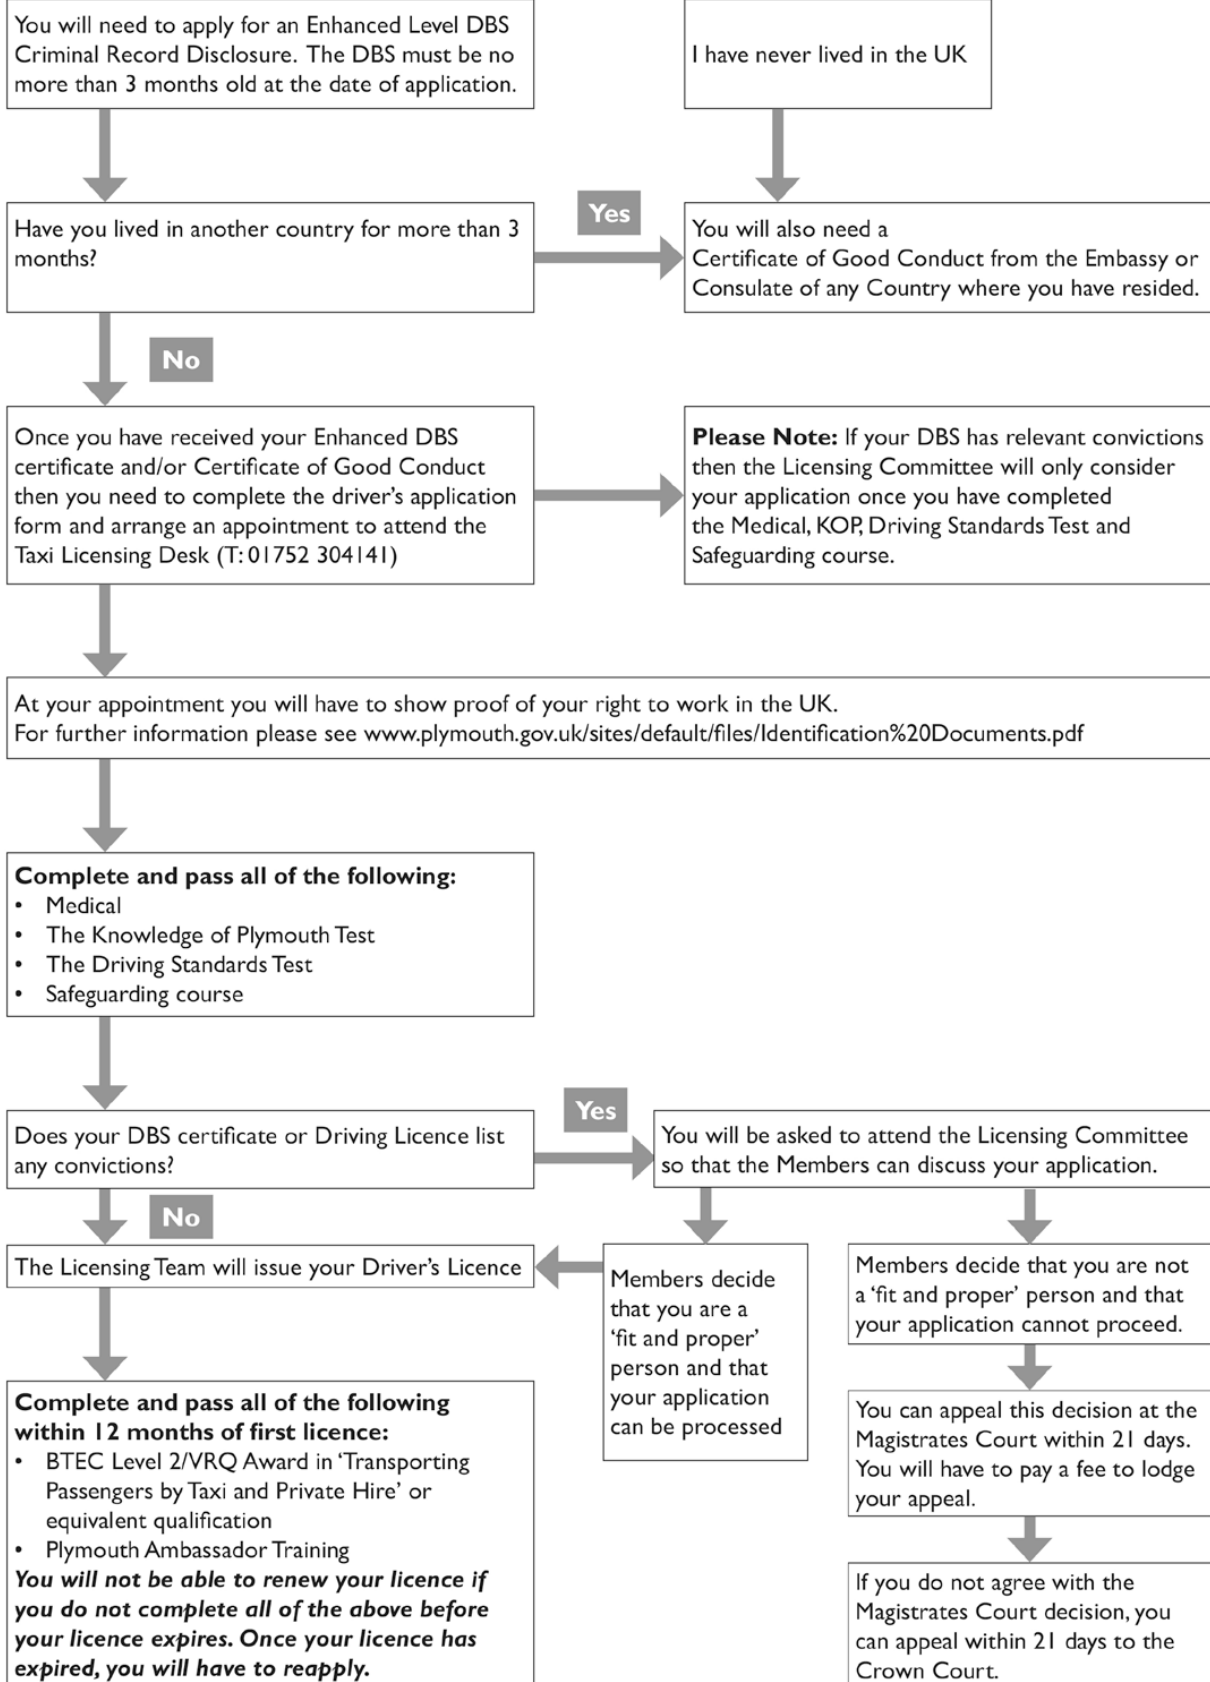 You will need to apply for an Enhanced Level DBS
Criminal Record Disclosure. The DBS must be no
more than 3 months old at the date of application.
I have never lived in the UK
Have you lived in another country for more than 3
months?
Yes
You will also need a
Certificate of Good Conduct from the Embassy or
Consulate of any Country where you have resided.
No
Once you have received your Enhanced DBS
certificate and/or Certificate of Good Conduct
then you need to complete the driver's application
form and arrange an appointment to attend the
Taxi Licensing Desk (T: 01752 304141)
Please Note: If your DBS has relevant convictions
then the Licensing Committee will only consider
your application once you have completed
the Medical, KOP, Driving Standards Test and
Safeguarding course.
At your appointment you will have to show proof of your right to work in the UK.
For further information please see www.plymouth.gov.uk/sites/default/files/Identification%20Documents.pdf
Complete and pass all of the following:
• Medical
• The Knowledge of Plymouth Test
• The Driving Standards Test
• Safeguarding course
Does your DBS certificate or Driving Licence list
any convictions?
Yes
You will be asked to attend the Licensing Committee
so that the Members can discuss your application.
No
The Licensing Team will issue your Driver's Licence
Members decide
that you are a
'fit and proper'
person and that
your application
can be processed
Members decide that you are not
a 'fit and proper' person and that
your application cannot proceed.
You can appeal this decision at the
Magistrates Court within 21 days.
You will have to pay a fee to lodge
your appeal.
If you do not agree with the
Magistrates Court decision, you
can appeal within 21 days to the
Crown Court.
Complete and pass all of the following
within 12 months of first licence:
• BTEC Level 2/VRQ Award in 'Transporting
Passengers by Taxi and Private Hire' or
equivalent qualification
• Plymouth Ambassador Training
You will not be able to renew your licence if
you do not complete all of the above before
your licence expires. Once your licence has
expired, you will have to reapply.